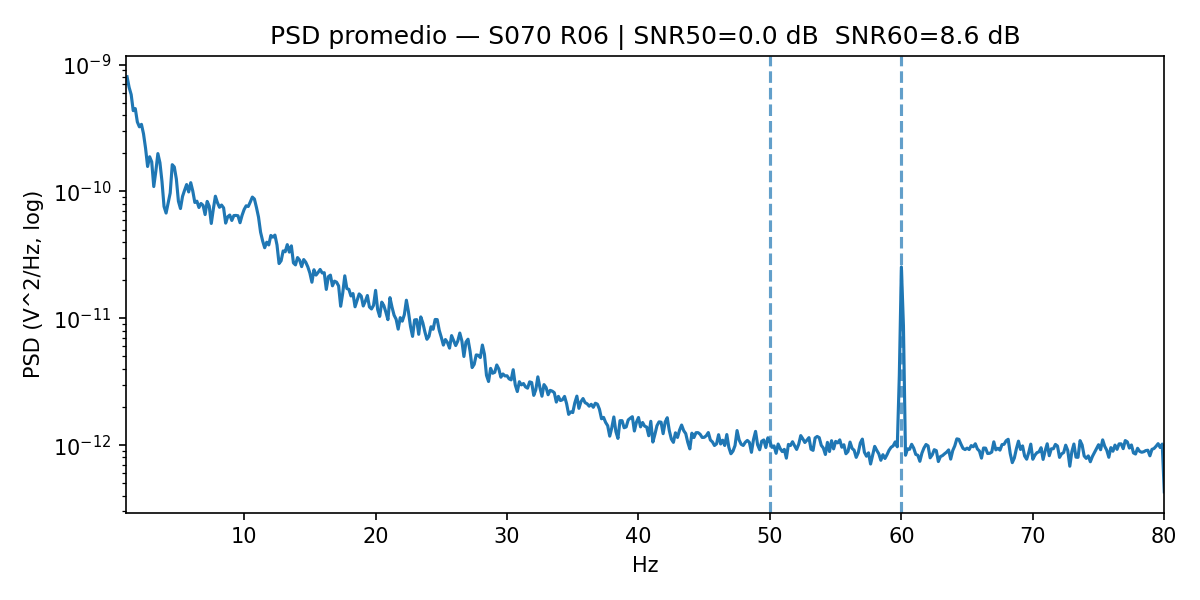 PSD promedio — S070 R06 | SNR50=0.0 dB  SNR60=8.6 dB
PSD (V^2/Hz, log)
10⁻⁹
10⁻¹⁰
10⁻¹¹
10⁻¹²
10 20 30 40 50 60 70 80
Hz